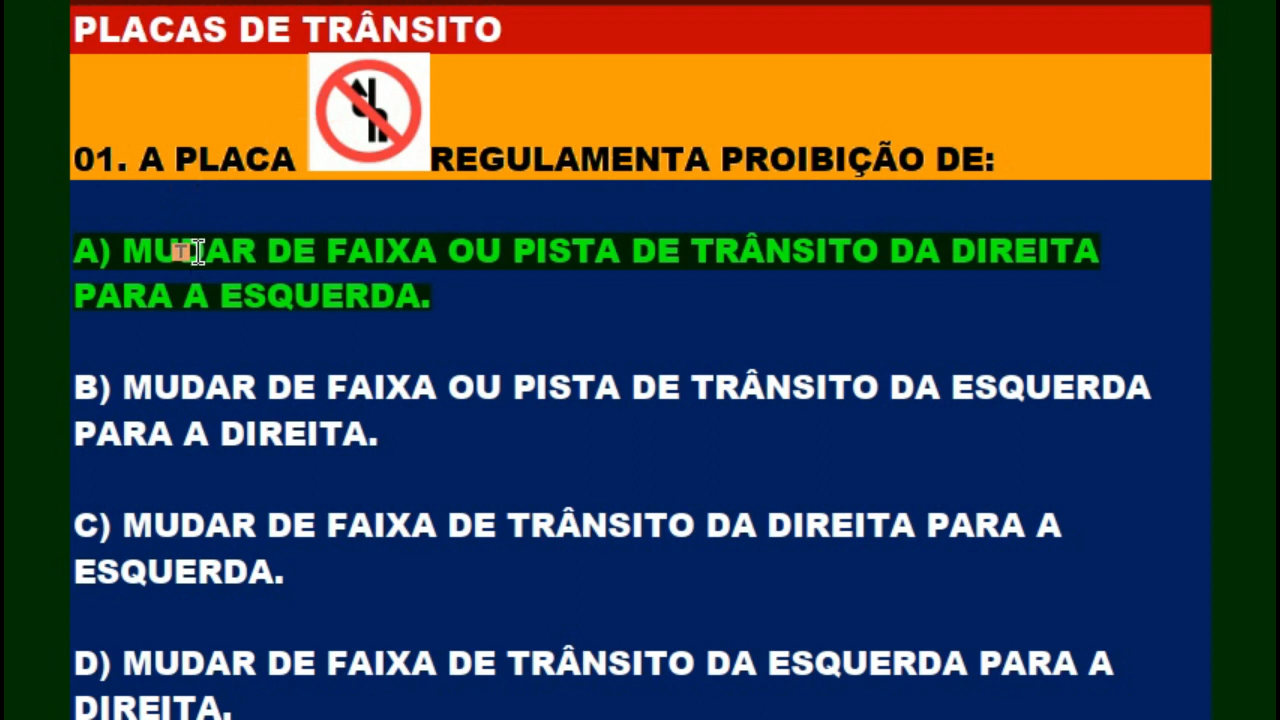 PLACAS DE TRÂNSITO
01. A PLACA REGULAMENTA PROIBIÇÃO DE:
A) MUDAR DE FAIXA OU PISTA DE TRÂNSITO DA DIREITA
PARA A ESQUERDA.
B) MUDAR DE FAIXA OU PISTA DE TRÂNSITO DA ESQUERDA
PARA A DIREITA.
C) MUDAR DE FAIXA DE TRÂNSITO DA DIREITA PARA A
ESQUERDA.
D) MUDAR DE FAIXA DE TRÂNSITO DA ESQUERDA PARA A
DIREITA.